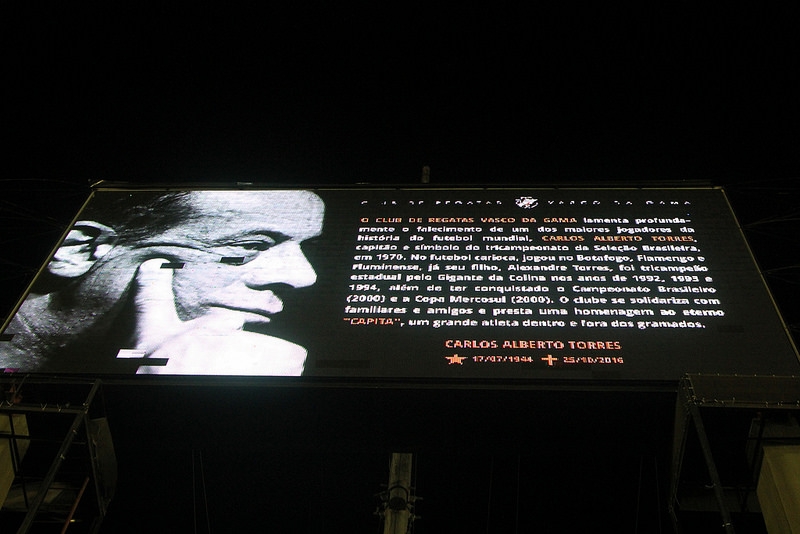 CLUB DE REGATAS VASCO DA GAMA
O CLUB DE REGATAS VASCO DA GAMA lamenta profunda-
mente o falecimento de um dos maiores jogadores da
história do futebol mundial, CARLOS ALBERTO TORRES,
capitão e símbolo do tricampeonato da Seleção Brasileira,
em 1970. No futebol carioca, jogou no Botafogo, Flamengo e
Fluminense, já seu filho, Alexandre Torres, foi tricampeão
estadual pelo Gigante da Colina nos anos de 1992, 1993 e
1994, além de ter conquistado o Campeonato Brasileiro
(2000) e a Copa Mercosul (2000). O clube se solidariza com
familiares e amigos e presta uma homenagem ao eterno
"CAPITA", um grande atleta dentro e fora dos gramados.
CARLOS ALBERTO TORRES
17/07/1944 25/10/2016